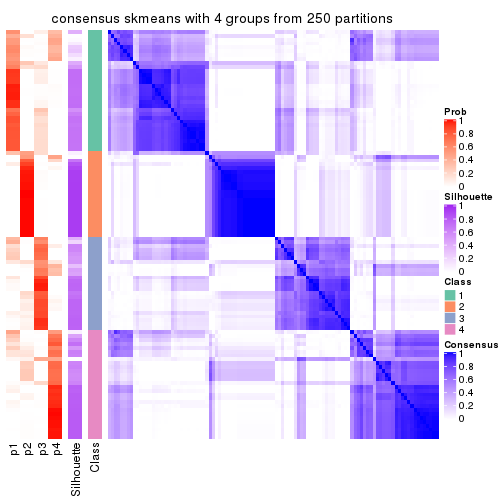 consensus skmeans with 4 groups from 250 partitions
Prob
1
0.8
0.6
0.4
0.2
0
Silhouette
1
0.8
0.6
0.4
0.2
0
Class
1
2
3
4
Consensus
1
0.8
0.6
0.4
0.2
0
p1
p2
p3
p4
Silhouette
Class